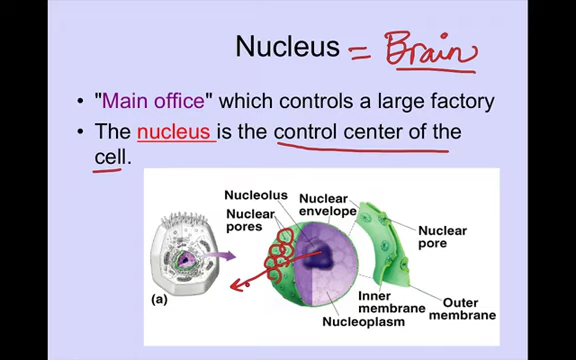 Nucleus = Brain
• "Main office" which controls a large factory
• The nucleus is the control center of the
cell.
Nucleolus
Nuclear
pores
Nuclear
envelope
Nuclear
pore
(a)
Inner
membrane
Outer
membrane
Nucleoplasm